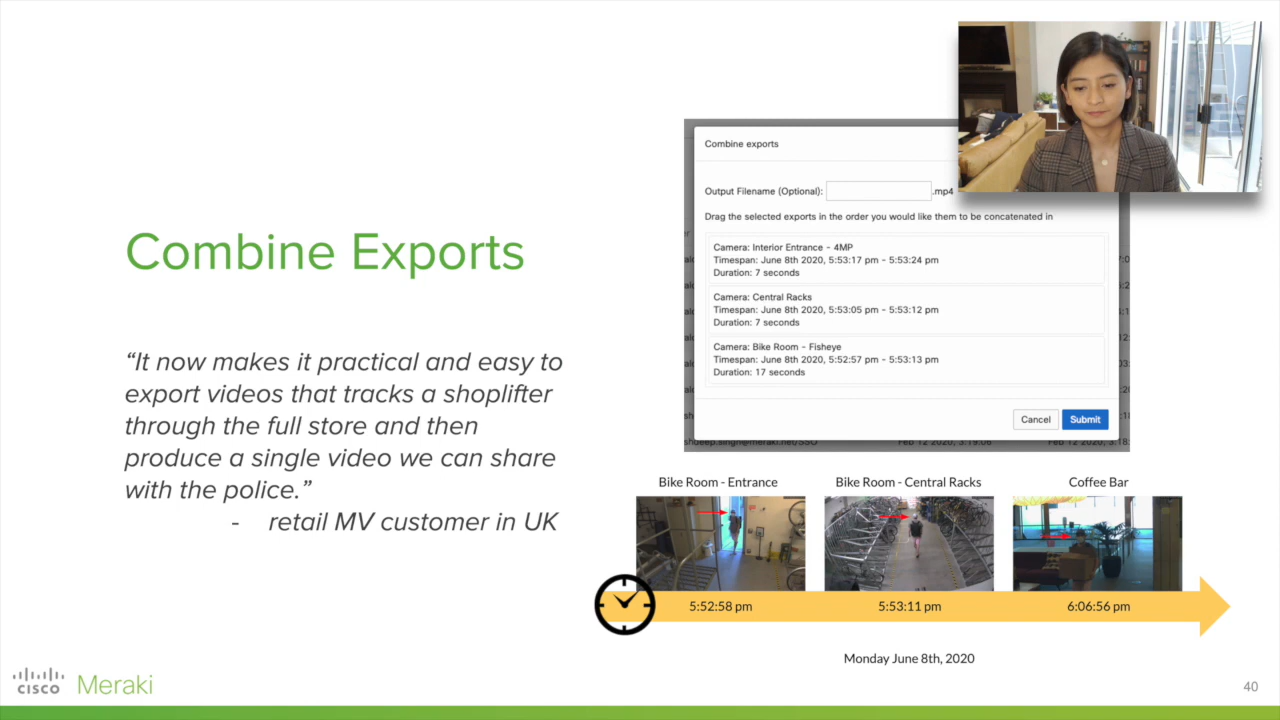 Combine Exports
“It now makes it practical and easy to
export videos that tracks a shoplifter
through the full store and then
produce a single video we can share
with the police.”
- retail MV customer in UK
Combine exports
Output Filename (Optional): .mp4
Drag the selected exports in the order you would like them to be concatenated in
Camera: Interior Entrance - 4MP
Timespan: June 8th 2020, 5:53:17 pm - 5:53:24 pm
Duration: 7 seconds
Camera: Central Racks
Timespan: June 8th 2020, 5:53:05 pm - 5:53:12 pm
Duration: 7 seconds
Camera: Bike Room - Fisheye
Timespan: June 8th 2020, 5:52:57 pm - 5:53:13 pm
Duration: 17 seconds
Cancel Submit
Bike Room - Entrance Bike Room - Central Racks Coffee Bar
5:52:58 pm 5:53:11 pm 6:06:56 pm
Monday June 8th, 2020
cisco Meraki
40